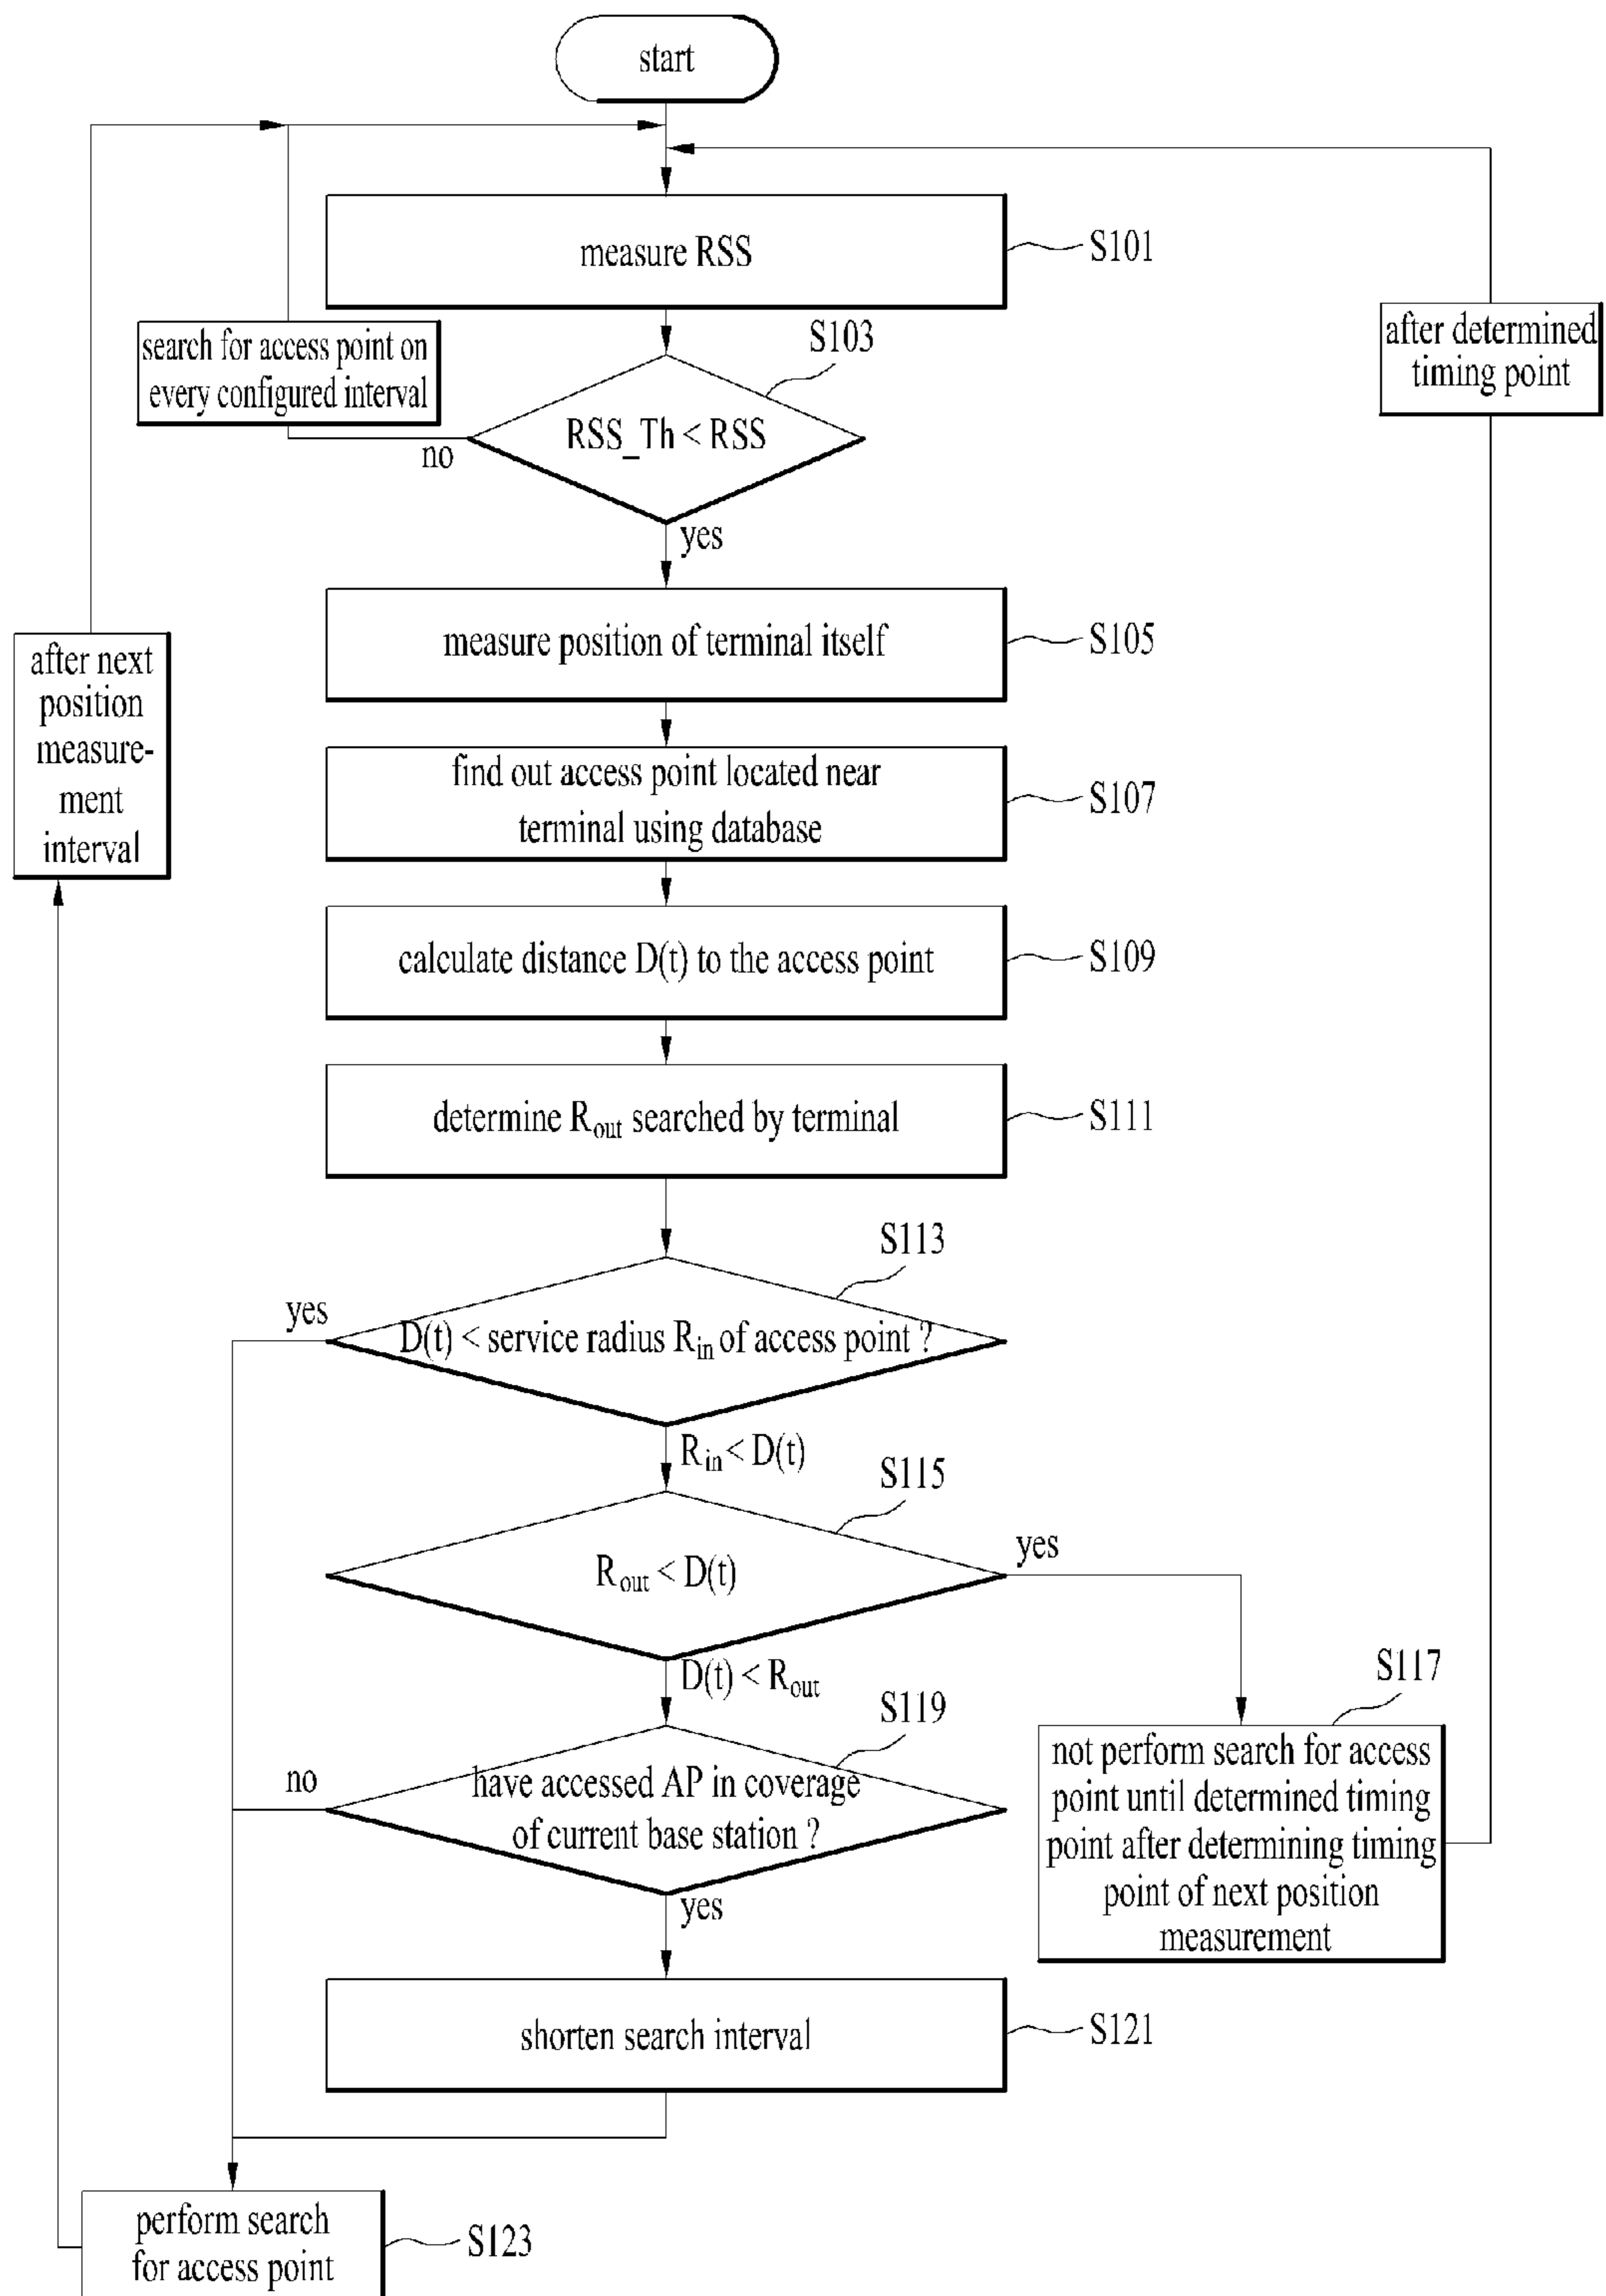 start
measure RSS
S101
search for access point on
every configured interval
S103
after determined
timing point
RSS_Th < RSS
no
yes
measure position of terminal itself
S105
after next
position
measure-
ment
interval
find out access point located near
terminal using database
S107
calculate distance D(t) to the access point
S109
determine Rout searched by terminal
S111
S113
yes
D(t) < service radius Rin of access point ?
Rin < D(t)
S115
yes
Rout < D(t)
D(t) < Rout
S117
S119
no
have accessed AP in coverage
of current base station ?
not perform search for access
point until determined timing
point after determining timing
point of next position
measurement
yes
shorten search interval
S121
perform search
for access point
S123